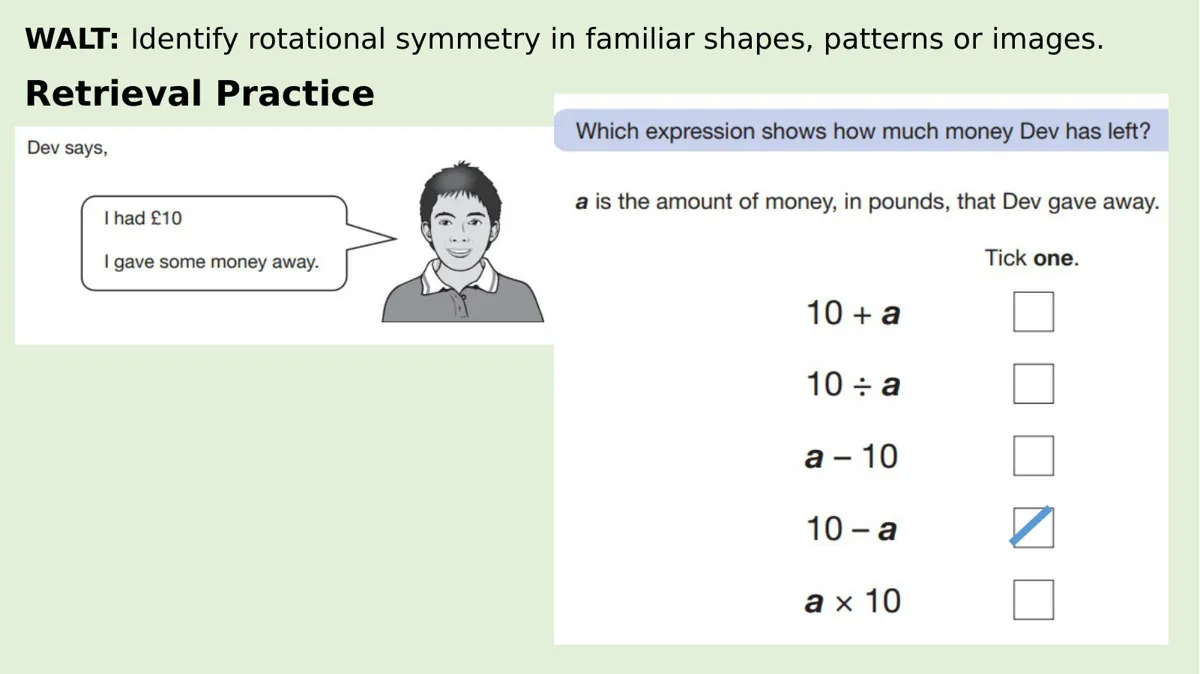 WALT: Identify rotational symmetry in familiar shapes, patterns or images.
Retrieval Practice
Dev says,
I had £10
I gave some money away.
Which expression shows how much money Dev has left?
a is the amount of money, in pounds, that Dev gave away.
Tick one.
10 + a
10 ÷ a
a – 10
10 – a
a × 10